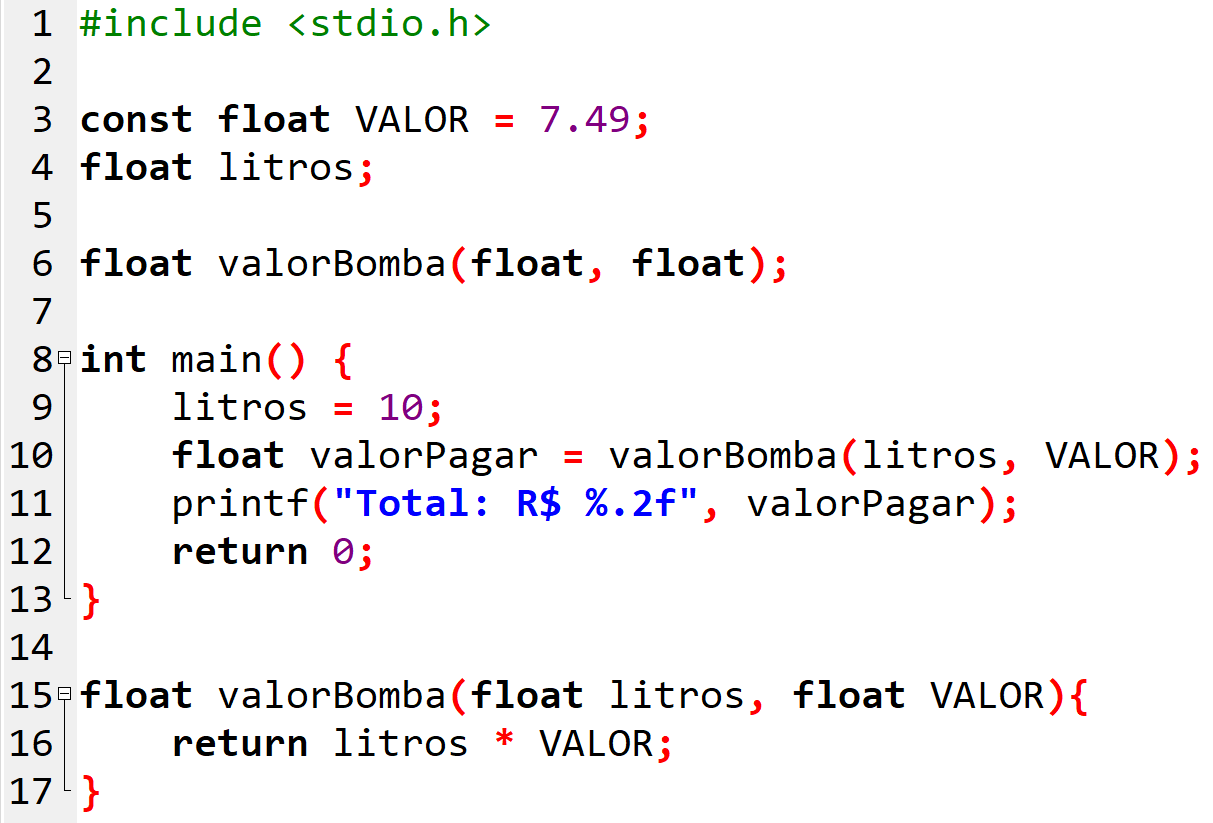 1 #include <stdio.h>
2
3 const float VALOR = 7.49;
4 float litros;
5
6 float valorBomba(float, float);
7
8 int main() {
9     litros = 10;
10     float valorPagar = valorBomba(litros, VALOR);
11     printf("Total: R$ %.2f", valorPagar);
12     return 0;
13 }
14
15 float valorBomba(float litros, float VALOR){
16     return litros * VALOR;
17 }